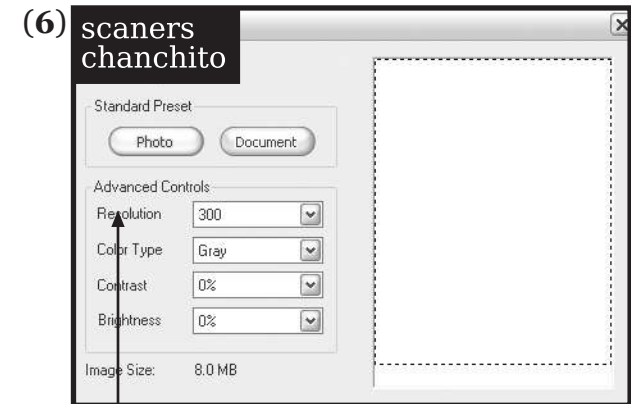 (6)
scaners
chanchito
Standard Preset
Photo Document
Advanced Controls
Resolution 300
Color Type Gray
Contrast 0%
Brightness 0%
Image Size: 8.0 MB